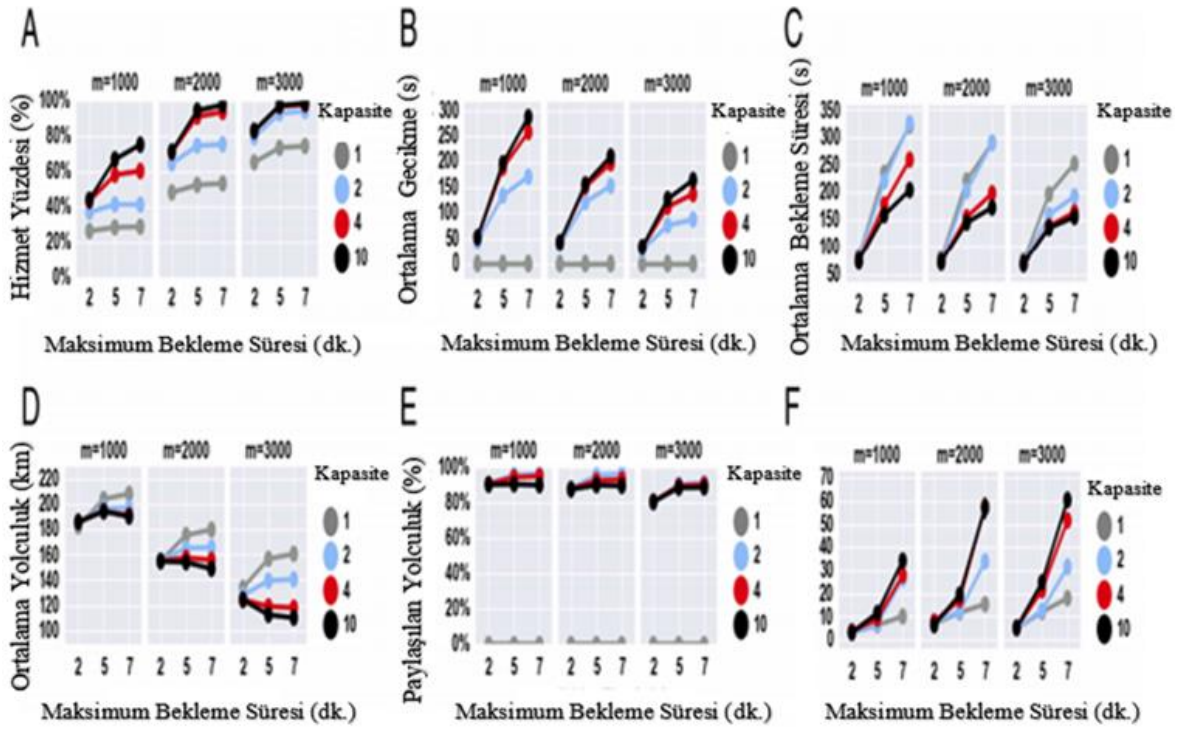 A
m=1000 m=2000 m=3000
Hizmet Yüzdesi (%)
100%
80%
60%
40%
20%
0%
2 5 7 2 5 7 2 5 7
Maksimum Bekleme Süresi (dk.)
Kapasite
1
2
4
10
B
m=1000 m=2000 m=3000
Ortalama Gecikme (s)
300
250
200
150
100
50
0
2 5 7 2 5 7 2 5 7
Maksimum Bekleme Süresi (dk.)
Kapasite
1
2
4
10
C
m=1000 m=2000 m=3000
Ortalama Bekleme Süresi (s)
350
300
250
200
150
100
50
2 5 7 2 5 7 2 5 7
Maksimum Bekleme Süresi (dk.)
Kapasite
1
2
4
10
D
m=1000 m=2000 m=3000
Ortalama Yolculuk (km)
220
200
180
160
140
120
100
2 5 7 2 5 7 2 5 7
Maksimum Bekleme Süresi (dk.)
Kapasite
1
2
4
10
E
m=1000 m=2000 m=3000
Paylaşılan Yolculuk (%)
100%
80%
60%
40%
20%
0%
2 5 7 2 5 7 2 5 7
Maksimum Bekleme Süresi (dk.)
Kapasite
1
2
4
10
F
m=1000 m=2000 m=3000
70
60
50
40
30
20
10
0
2 5 7 2 5 7 2 5 7
Maksimum Bekleme Süresi (dk.)
Kapasite
1
2
4
10